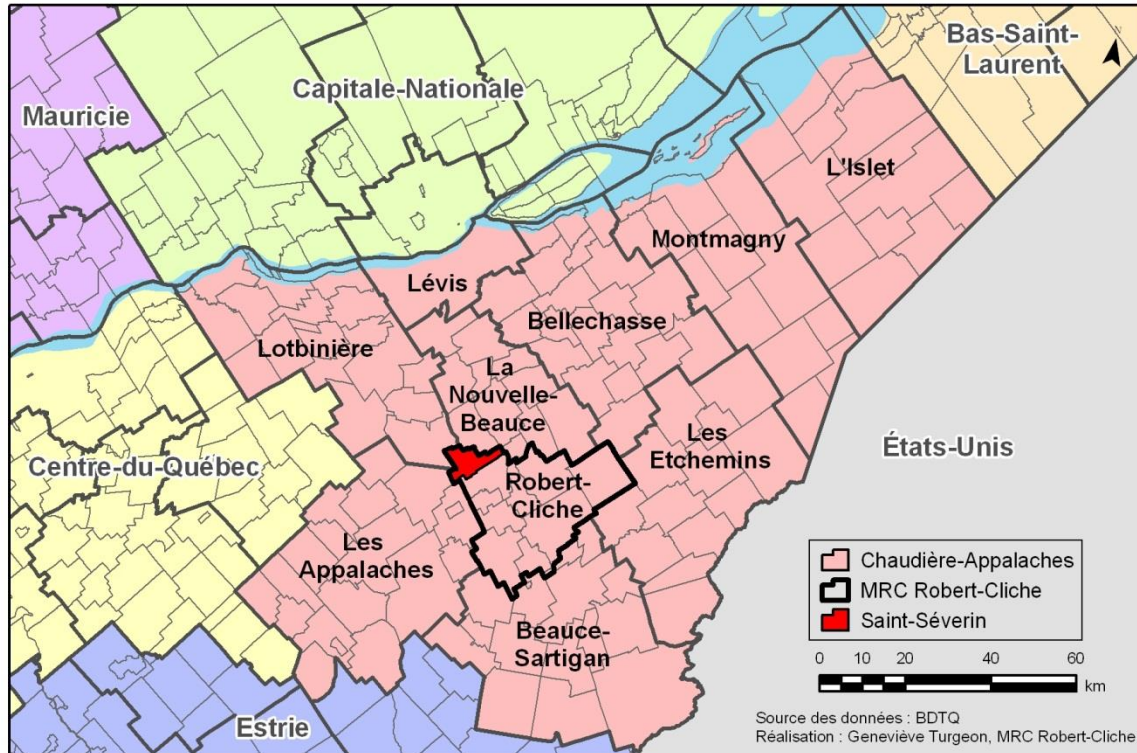 Bas-Saint-
Laurent
N
Capitale-Nationale
Mauricie
L'Islet
Montmagny
Lévis
Bellechasse
Lotbinière
La
Nouvelle-
Beauce
Les
Etchemins
États-Unis
Centre-du-Québec
Robert-
Cliche
Les
Appalaches
Beauce-
Sartigan
Estrie
Chaudière-Appalaches
MRC Robert-Cliche
Saint-Séverin
0 10 20 40 60
km
Source des données : BDTQ
Réalisation : Geneviève Turgeon, MRC Robert-Cliche